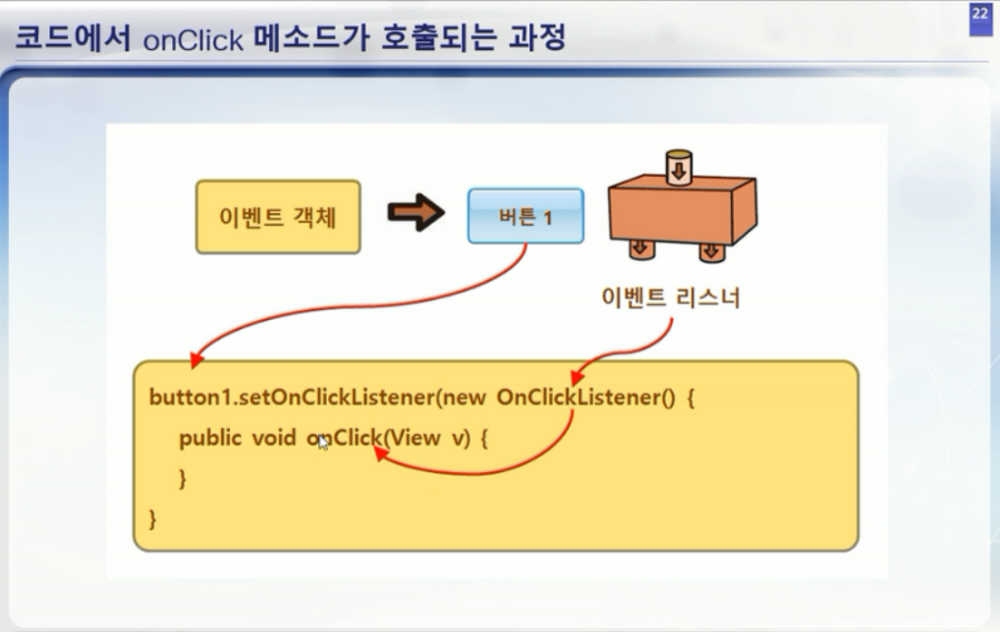 22
코드에서 onClick 메소드가 호출되는 과정
이벤트 객체
버튼 1
이벤트 리스너
button1.setOnClickListener(new OnClickListener() {
public void onClick(View v) {
}
}